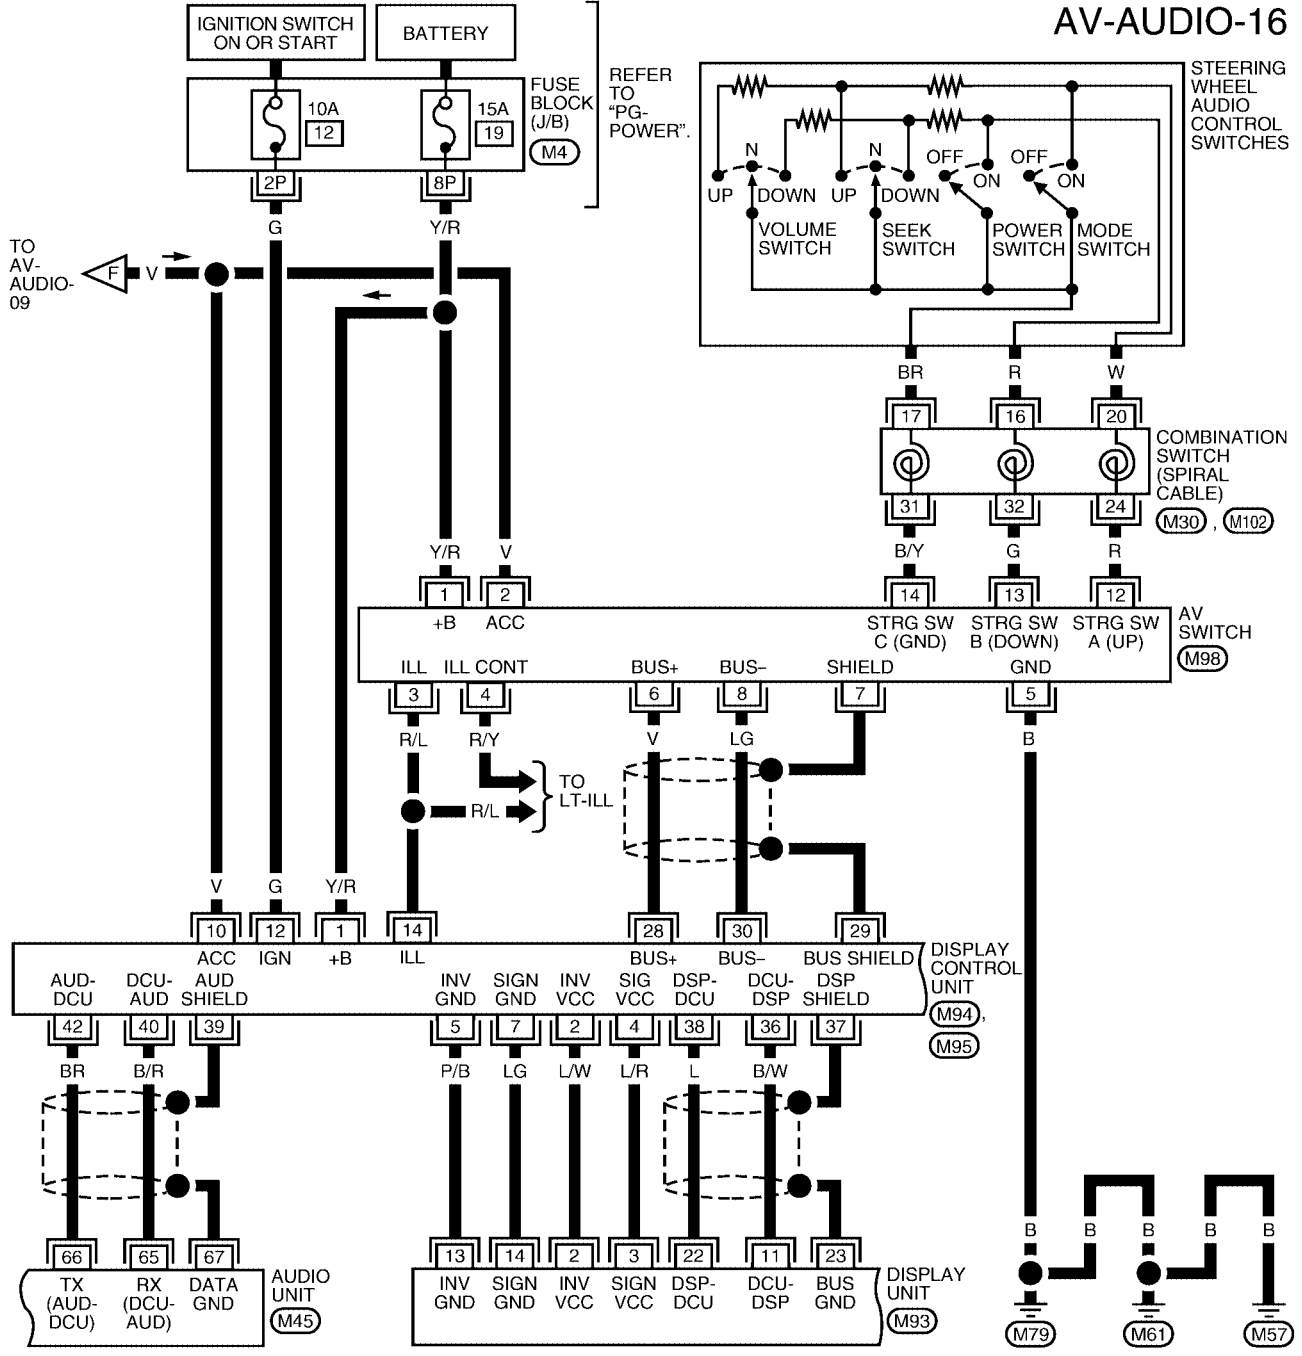 AV-AUDIO-16
IGNITION SWITCH
ON OR START
BATTERY
10A
12
15A
19
FUSE
BLOCK
(J/B)
M4
REFER
TO
“PG-
POWER”.
2P
8P
G
Y/R
TO
AV-
AUDIO-
09
F
V
STEERING
WHEEL
AUDIO
CONTROL
SWITCHES
N
UP
DOWN
VOLUME
SWITCH
N
UP
DOWN
SEEK
SWITCH
OFF
ON
POWER
SWITCH
OFF
ON
MODE
SWITCH
BR
R
W
17
16
20
COMBINATION
SWITCH
(SPIRAL
CABLE)
M30 , M102
31
32
24
B/Y
G
R
Y/R
V
1
2
14
13
12
+B
ACC
STRG SW
C (GND)
STRG SW
B (DOWN)
STRG SW
A (UP)
AV
SWITCH
M98
ILL
ILL CONT
BUS+
BUS–
SHIELD
GND
3
4
6
8
7
5
R/L
R/Y
V
LG
B
R/L
TO
LT-ILL
V
G
Y/R
10
12
1
14
28
30
29
ACC
IGN
+B
ILL
BUS+
BUS–
BUS SHIELD
DISPLAY
CONTROL
UNIT
M94 ,
M95
AUD-
DCU
DCU-
AUD
AUD
SHIELD
INV
GND
SIGN
GND
INV
VCC
SIG
VCC
DSP-
DCU
DCU-
DSP
DSP
SHIELD
42
40
39
5
7
2
4
38
36
37
BR
B/R
P/B
LG
L/W
L/R
L
B/W
66
65
67
13
14
2
3
22
11
23
TX
(AUD-
DCU)
RX
(DCU-
AUD)
DATA
GND
AUDIO
UNIT
M45
INV
GND
SIGN
GND
INV
VCC
SIGN
VCC
DSP-
DCU
DCU-
DSP
BUS
GND
DISPLAY
UNIT
M93
B
B
B
B
B
M79
M61
M57